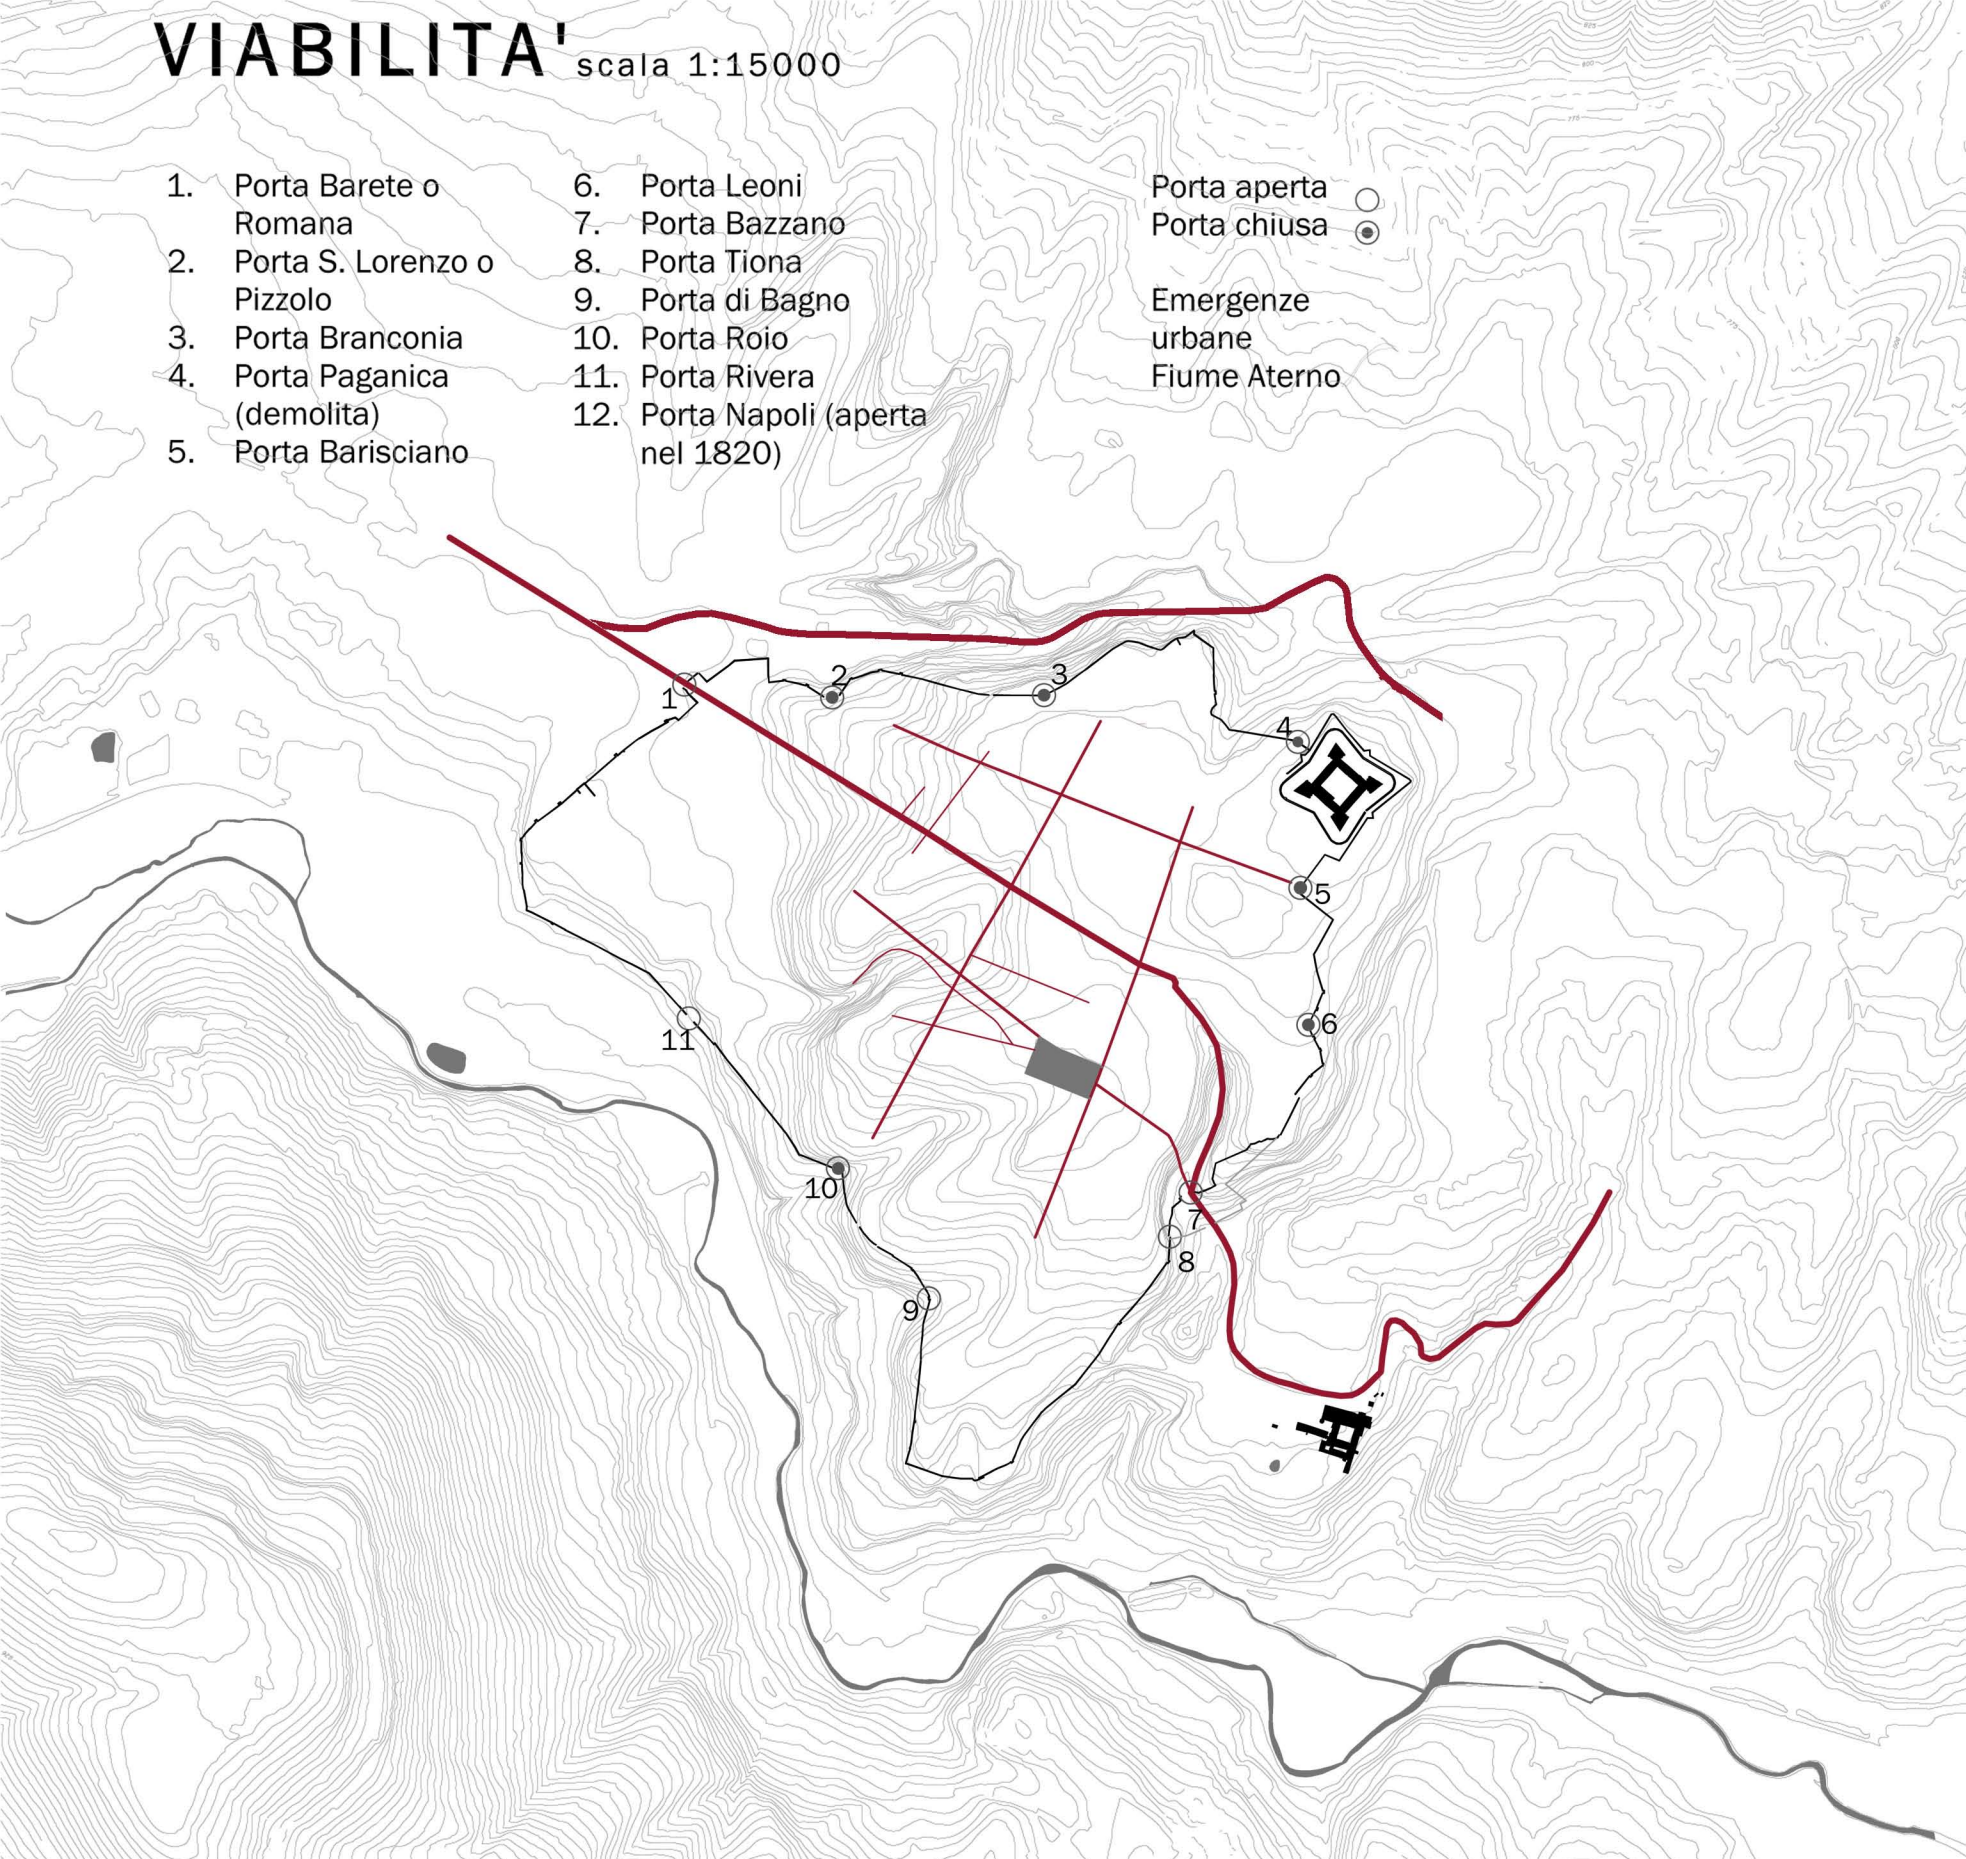 VIABILITA' scala 1:15000
1. Porta Barete o
Romana
2. Porta S. Lorenzo o
Pizzolo
3. Porta Branconia
4. Porta Paganica
(demolita)
5. Porta Barisciano
6. Porta Leoni
7. Porta Bazzano
8. Porta Tiona
9. Porta di Bagno
10. Porta Roio
11. Porta Rivera
12. Porta Napoli (aperta
nel 1820)
Porta aperta
Porta chiusa
Emergenze
urbane
Fiume Aterno
1
2
3
4
5
6
7
8
9
10
11